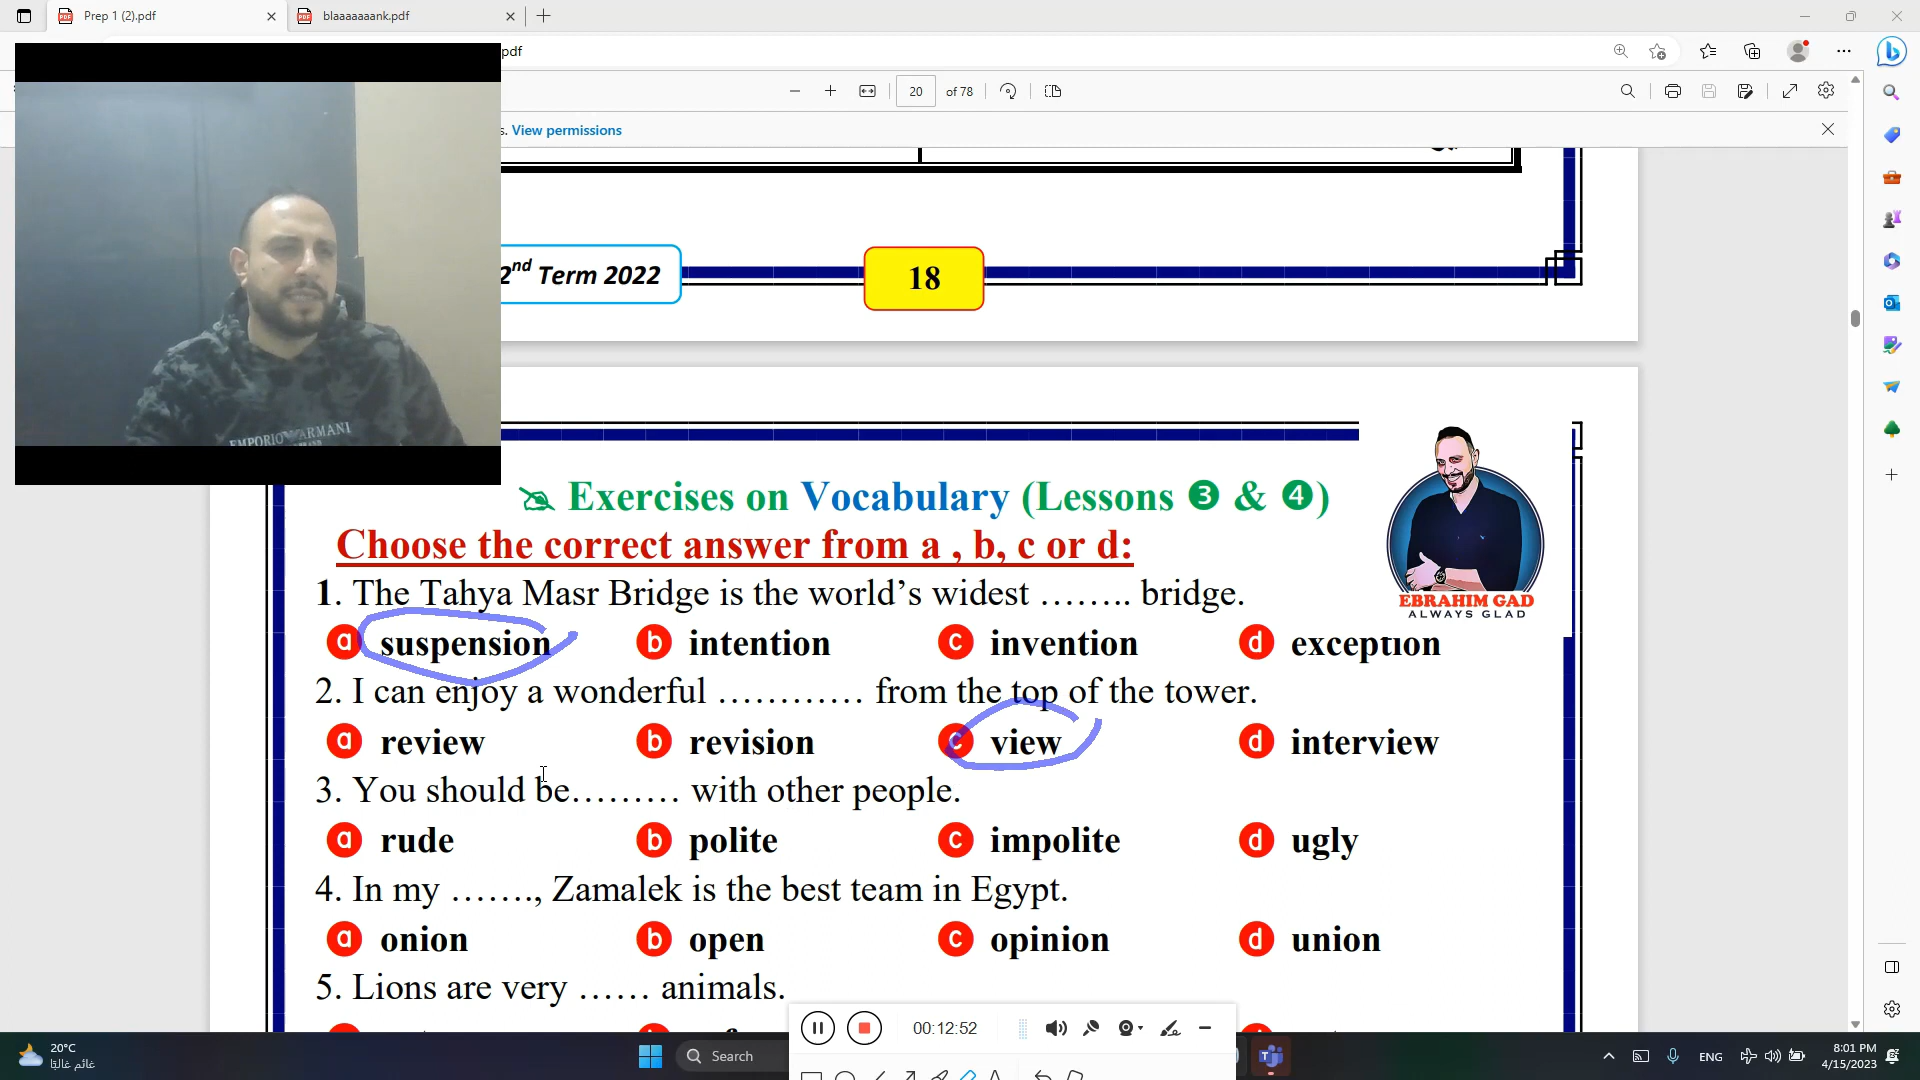 Prep 1 (2).pdf
blaaaaaaank.pdf
pdf
20 of 78
s. View permissions
2nd Term 2022
18
Exercises on Vocabulary (Lessons ❸ & ❹)
Choose the correct answer from a , b, c or d:
1. The Tahya Masr Bridge is the world’s widest …….. bridge.
a suspension b intention c invention d exception
2. I can enjoy a wonderful ………… from the top of the tower.
a review b revision c view d interview
3. You should be……… with other people.
a rude b polite c impolite d ugly
4. In my ……., Zamalek is the best team in Egypt.
a onion b open c opinion d union
5. Lions are very …… animals.
EBRAHIM GAD
ALWAYS GLAD
EMPORIO ARMANI
00:12:52
20°C
غائم غالبًا
Search
ENG
8:01 PM
4/15/2023